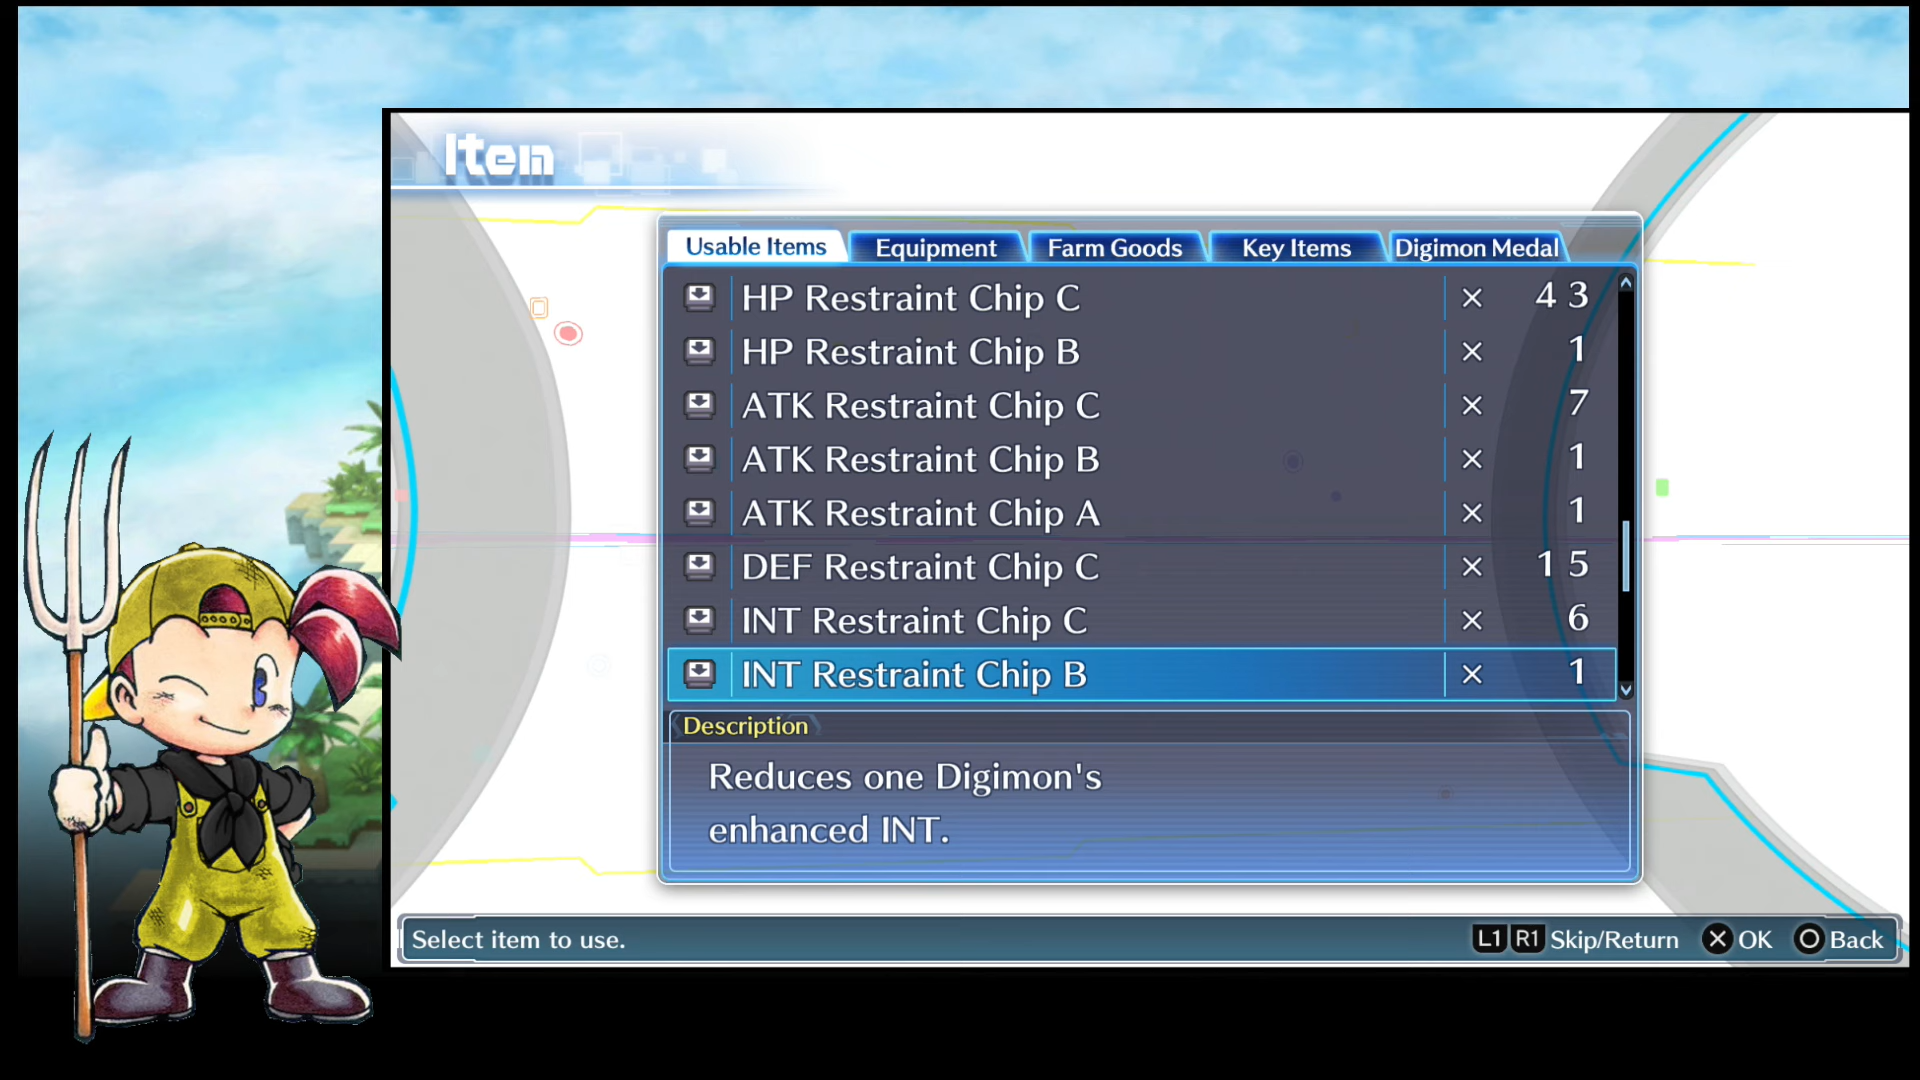 Item
Usable Items Equipment Farm Goods Key Items Digimon Medal
HP Restraint Chip C × 43
HP Restraint Chip B × 1
ATK Restraint Chip C × 7
ATK Restraint Chip B × 1
ATK Restraint Chip A × 1
DEF Restraint Chip C × 15
INT Restraint Chip C × 6
INT Restraint Chip B × 1
Description
Reduces one Digimon's
enhanced INT.
Select item to use. L1 R1 Skip/Return OK Back